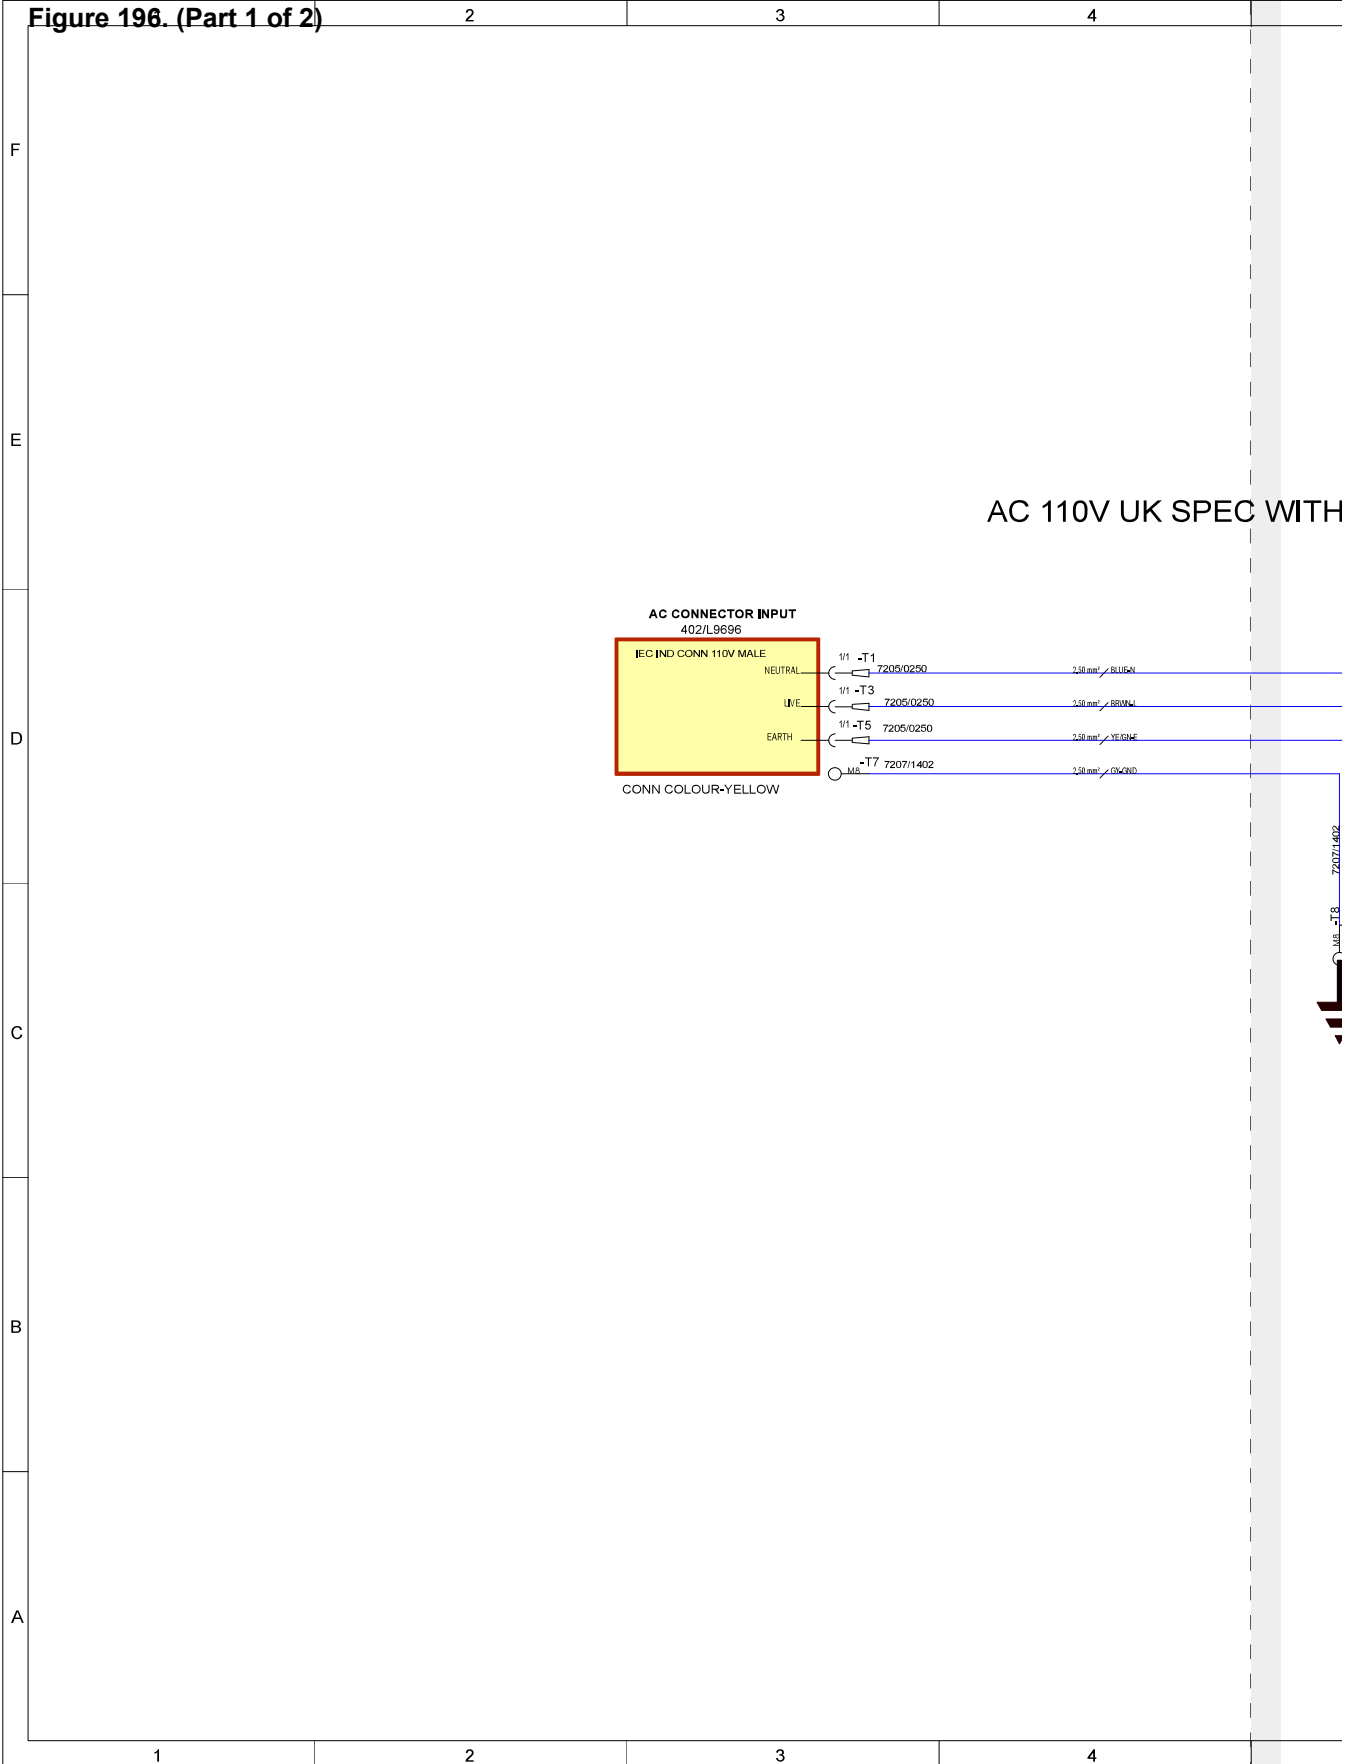 Figure 196. (Part 1 of 2)
1 2 3 4
F
E
AC 110V UK SPEC WITH
AC CONNECTOR INPUT
402/L9696
IEC IND CONN 110V MALE
NEUTRAL 1/1 -T1 7205/0250 2,50 mm² BLUE-N
LIVE 1/1 -T3 7205/0250 2,50 mm² BRWN-L
D
EARTH 1/1 -T5 7205/0250 2,50 mm² YE/GN-E
M8 -T7 7207/1402 2,50 mm² GY-GND
CONN COLOUR-YELLOW
7207/1402
M8 -T8
C
B
A
1 2 3 4